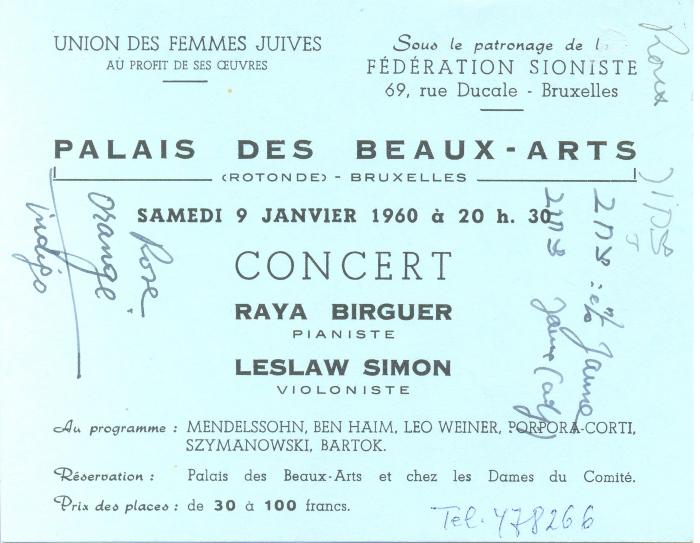 UNION DES FEMMES JUIVES
AU PROFIT DE SES ŒUVRES
Sous le patronage de l
FÉDÉRATION SIONISTE
69, rue Ducale - Bruxelles
PALAIS DES BEAUX-ARTS
(ROTONDE) - BRUXELLES
SAMEDI 9 JANVIER 1960 à 20 h. 30
CONCERT
RAYA BIRGUER
PIANISTE
LESLAW SIMON
VIOLONISTE
Au programme : MENDELSSOHN, BEN HAIM, LEO WEINER, PORPORA-CORTI,
SZYMANOWSKI, BARTOK.
Réservation : Palais des Beaux-Arts et chez les Dames du Comité.
Prix des places : de 30 à 100 francs.
Tel. 478266
Rose.
Orange
indigo
Jaune